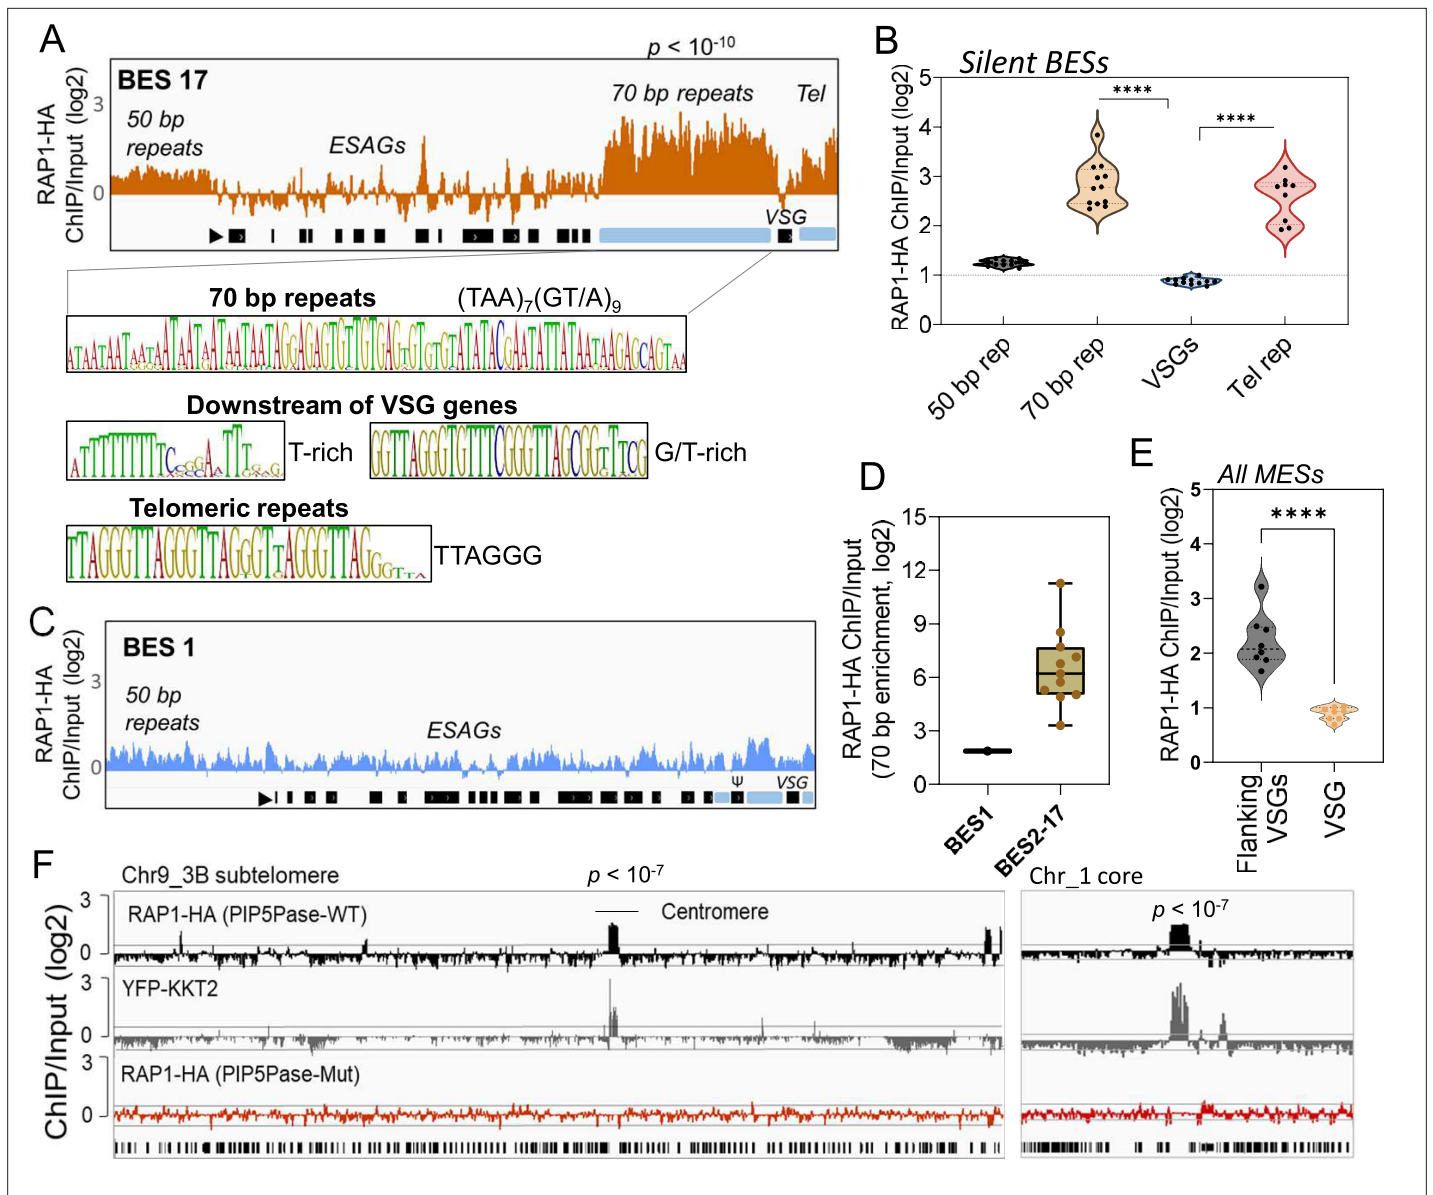 A
p < 10-10
BES 17
RAP1-HA
ChIP/Input (log2)
3
0
50 bp
repeats
ESAGs
70 bp repeats
Tel
VSG
70 bp repeats
(TAA)7(GT/A)9
Downstream of VSG genes
T-rich
GGTTAGGGTGTTTCGGGTTAGCGGTTTCG
G/T-rich
Telomeric repeats
TTAGGG
B
Silent BESs
RAP1-HA ChIP/Input (log2)
5
4
3
2
1
0
****
****
50 bp rep
70 bp rep
VSGs
Tel rep
C
BES 1
RAP1-HA
ChIP/Input (log2)
3
0
50 bp
repeats
ESAGs
Ψ
VSG
D
RAP1-HA ChIP/Input
(70 bp enrichment, log2)
15
12
9
6
3
0
BES1
BES2-17
E
All MESs
RAP1-HA ChIP/Input (log2)
5
4
3
2
1
0
****
Flanking
VSGs
VSG
F
Chr9_3B subtelomere
p < 10-7
Chr_1 core
ChIP/Input (log2)
3
0
RAP1-HA (PIP5Pase-WT)
Centromere
p < 10-7
3
0
YFP-KKT2
3
0
RAP1-HA (PIP5Pase-Mut)